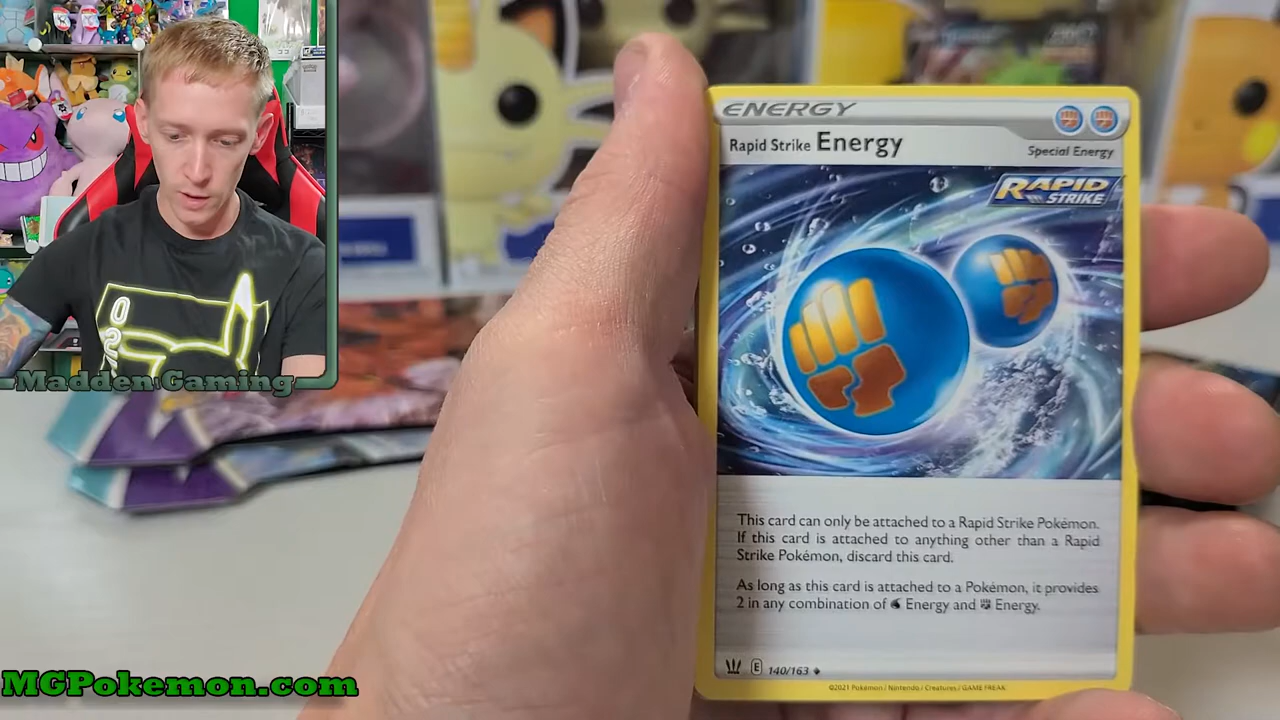 ENERGY
Rapid Strike Energy
Special Energy
RAPID
STRIKE
This card can only be attached to a Rapid Strike Pokémon.
If this card is attached to anything other than a Rapid
Strike Pokémon, discard this card.
As long as this card is attached to a Pokémon, it provides
2 in any combination of Energy and Energy.
E 140/163
©2021 Pokémon / Nintendo / Creatures / GAME FREAK
Madden Gaming
MGPokemon.com